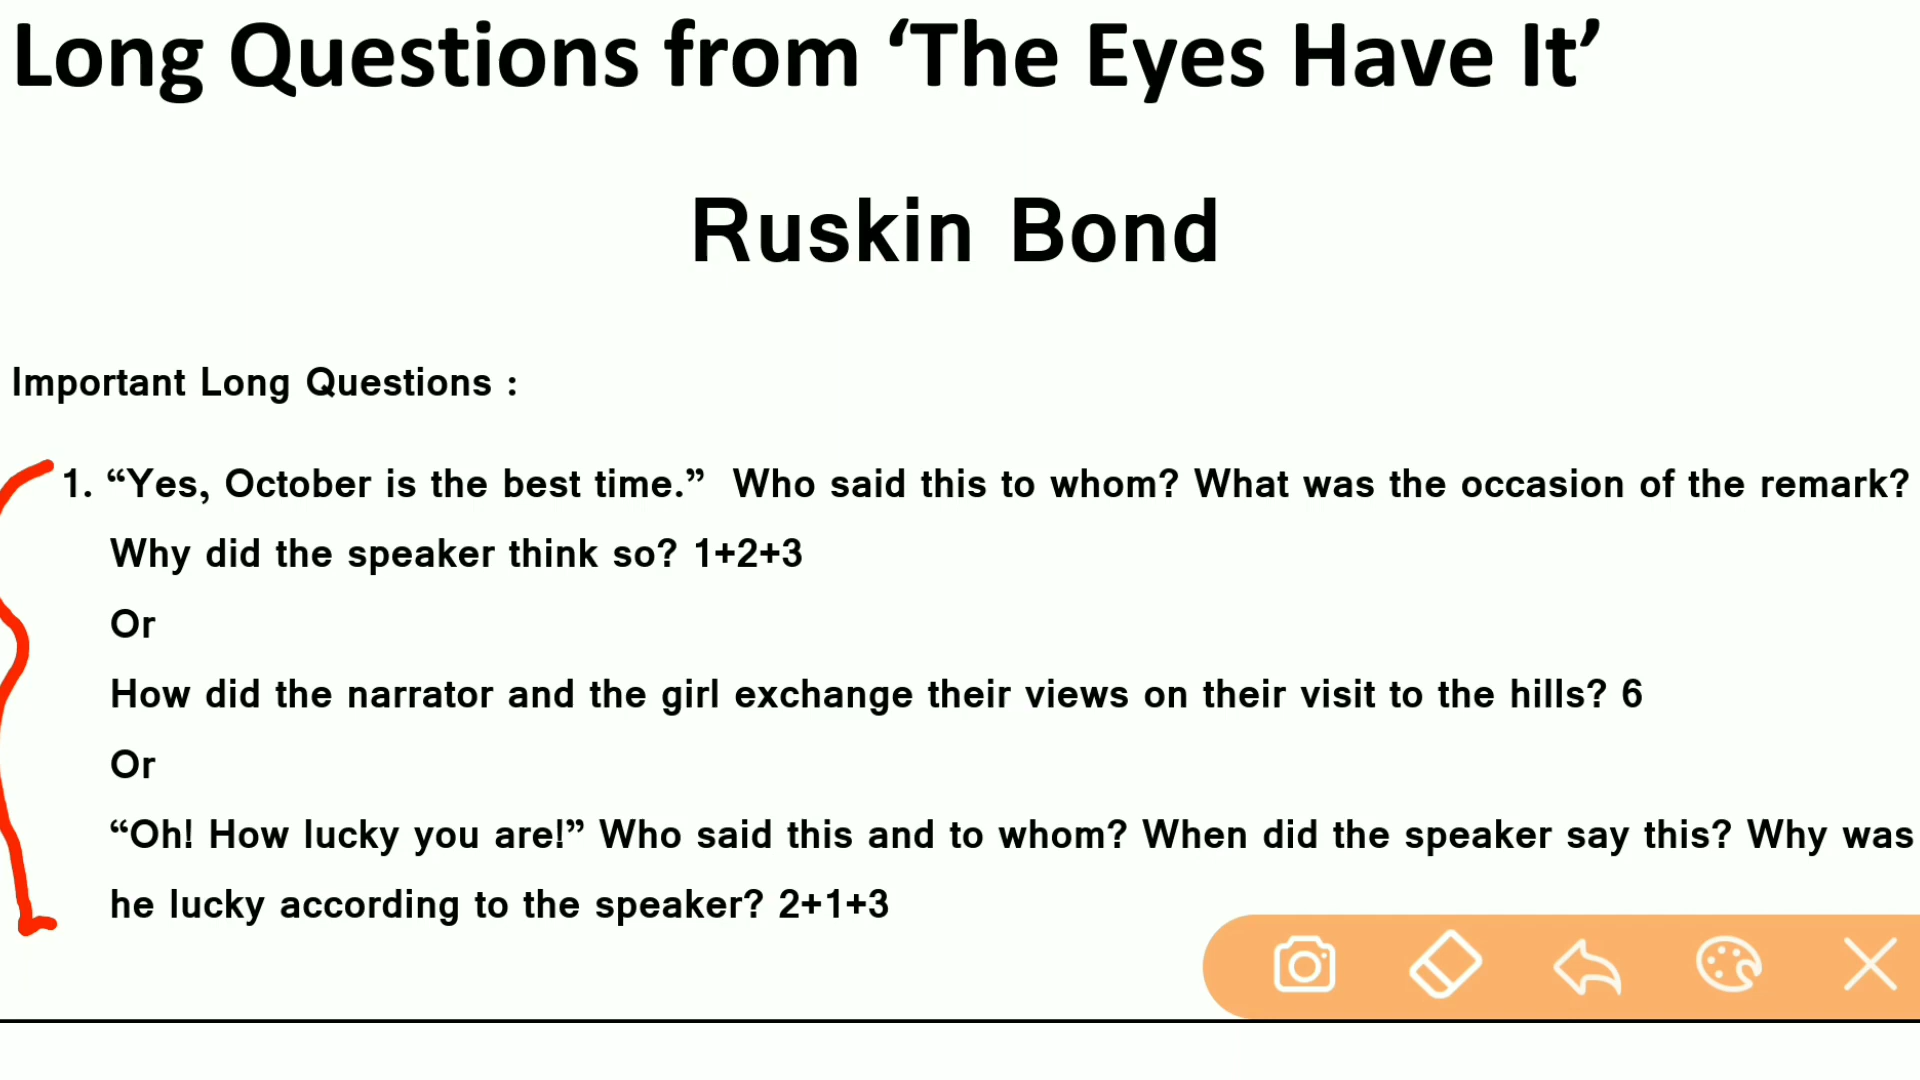 Long Questions from ‘The Eyes Have It’
Ruskin Bond
Important Long Questions :
1. “Yes, October is the best time.” Who said this to whom? What was the occasion of the remark?
Why did the speaker think so? 1+2+3
Or
How did the narrator and the girl exchange their views on their visit to the hills? 6
Or
“Oh! How lucky you are!” Who said this and to whom? When did the speaker say this? Why was
he lucky according to the speaker? 2+1+3